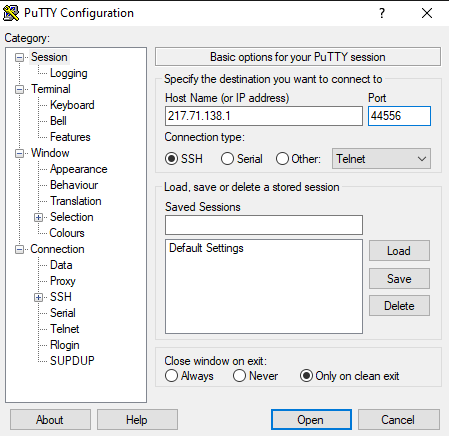 PuTTY Configuration
?
Category:
Session
Logging
Terminal
Keyboard
Bell
Features
Window
Appearance
Behaviour
Translation
Selection
Colours
Connection
Data
Proxy
SSH
Serial
Telnet
Rlogin
SUPDUP
Basic options for your PuTTY session
Specify the destination you want to connect to
Host Name (or IP address) Port
217.71.138.1 44556
Connection type:
SSH Serial Other: Telnet
Load, save or delete a stored session
Saved Sessions
Default Settings
Load
Save
Delete
Close window on exit:
Always Never Only on clean exit
About Help Open Cancel